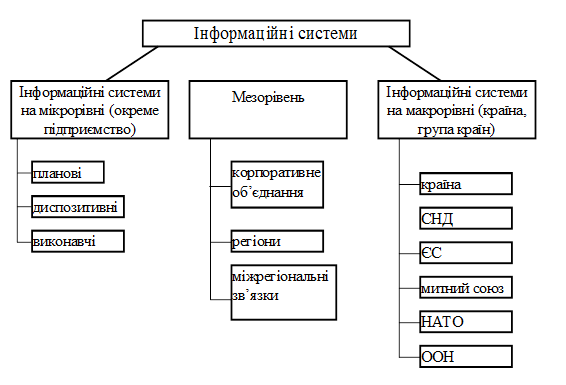 Інформаційні системи
Інформаційні системи
на мікрорівні (окреме
підприємство)
планові
диспозитивні
виконавчі
Мезорівень
корпоративне
об’єднання
регіони
міжрегіональні
зв’язки
Інформаційні системи
на макрорівні (країна,
група країн)
країна
СНД
ЄС
митний союз
НАТО
ООН